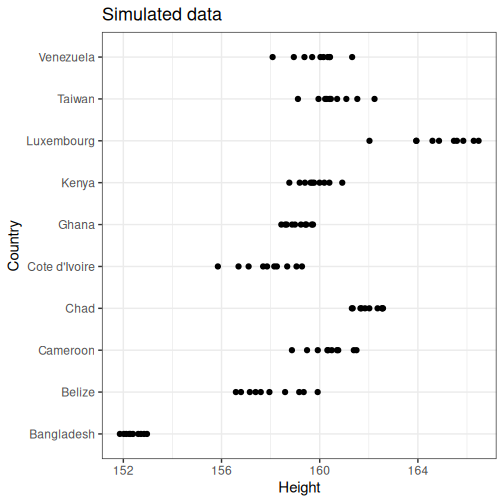 Simulated data
Venezuela
Taiwan
Luxembourg
Kenya
Ghana
Cote d'Ivoire
Chad
Cameroon
Belize
Bangladesh
Country
152 156 160 164
Height